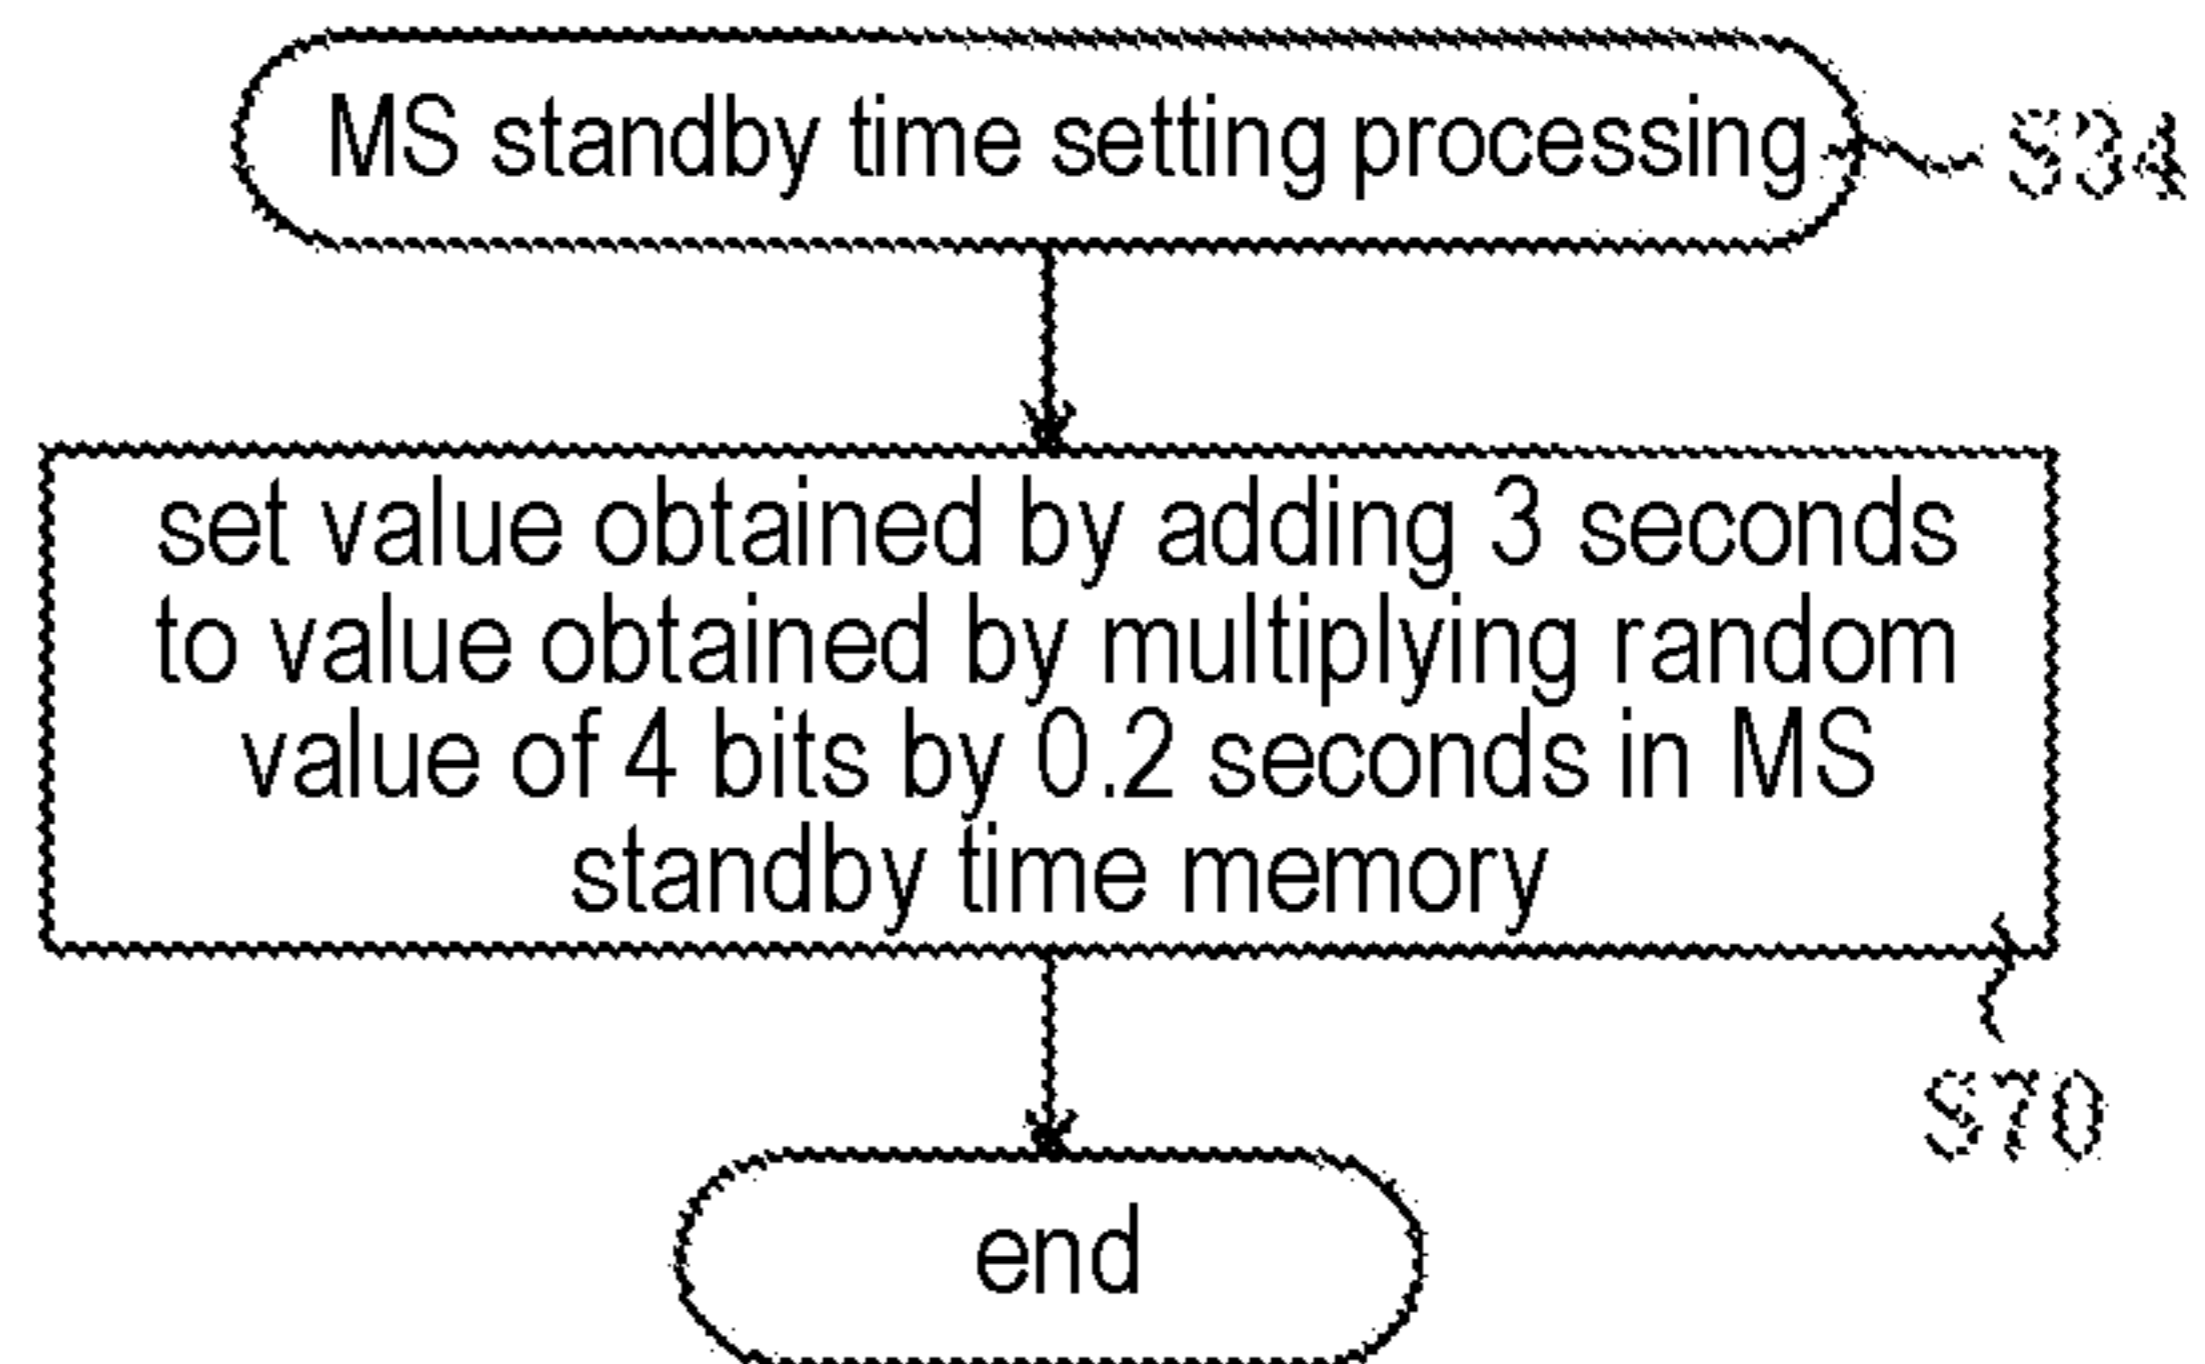 MS standby time setting processing
S34
set value obtained by adding 3 seconds
to value obtained by multiplying random
value of 4 bits by 0.2 seconds in MS
standby time memory
S70
end